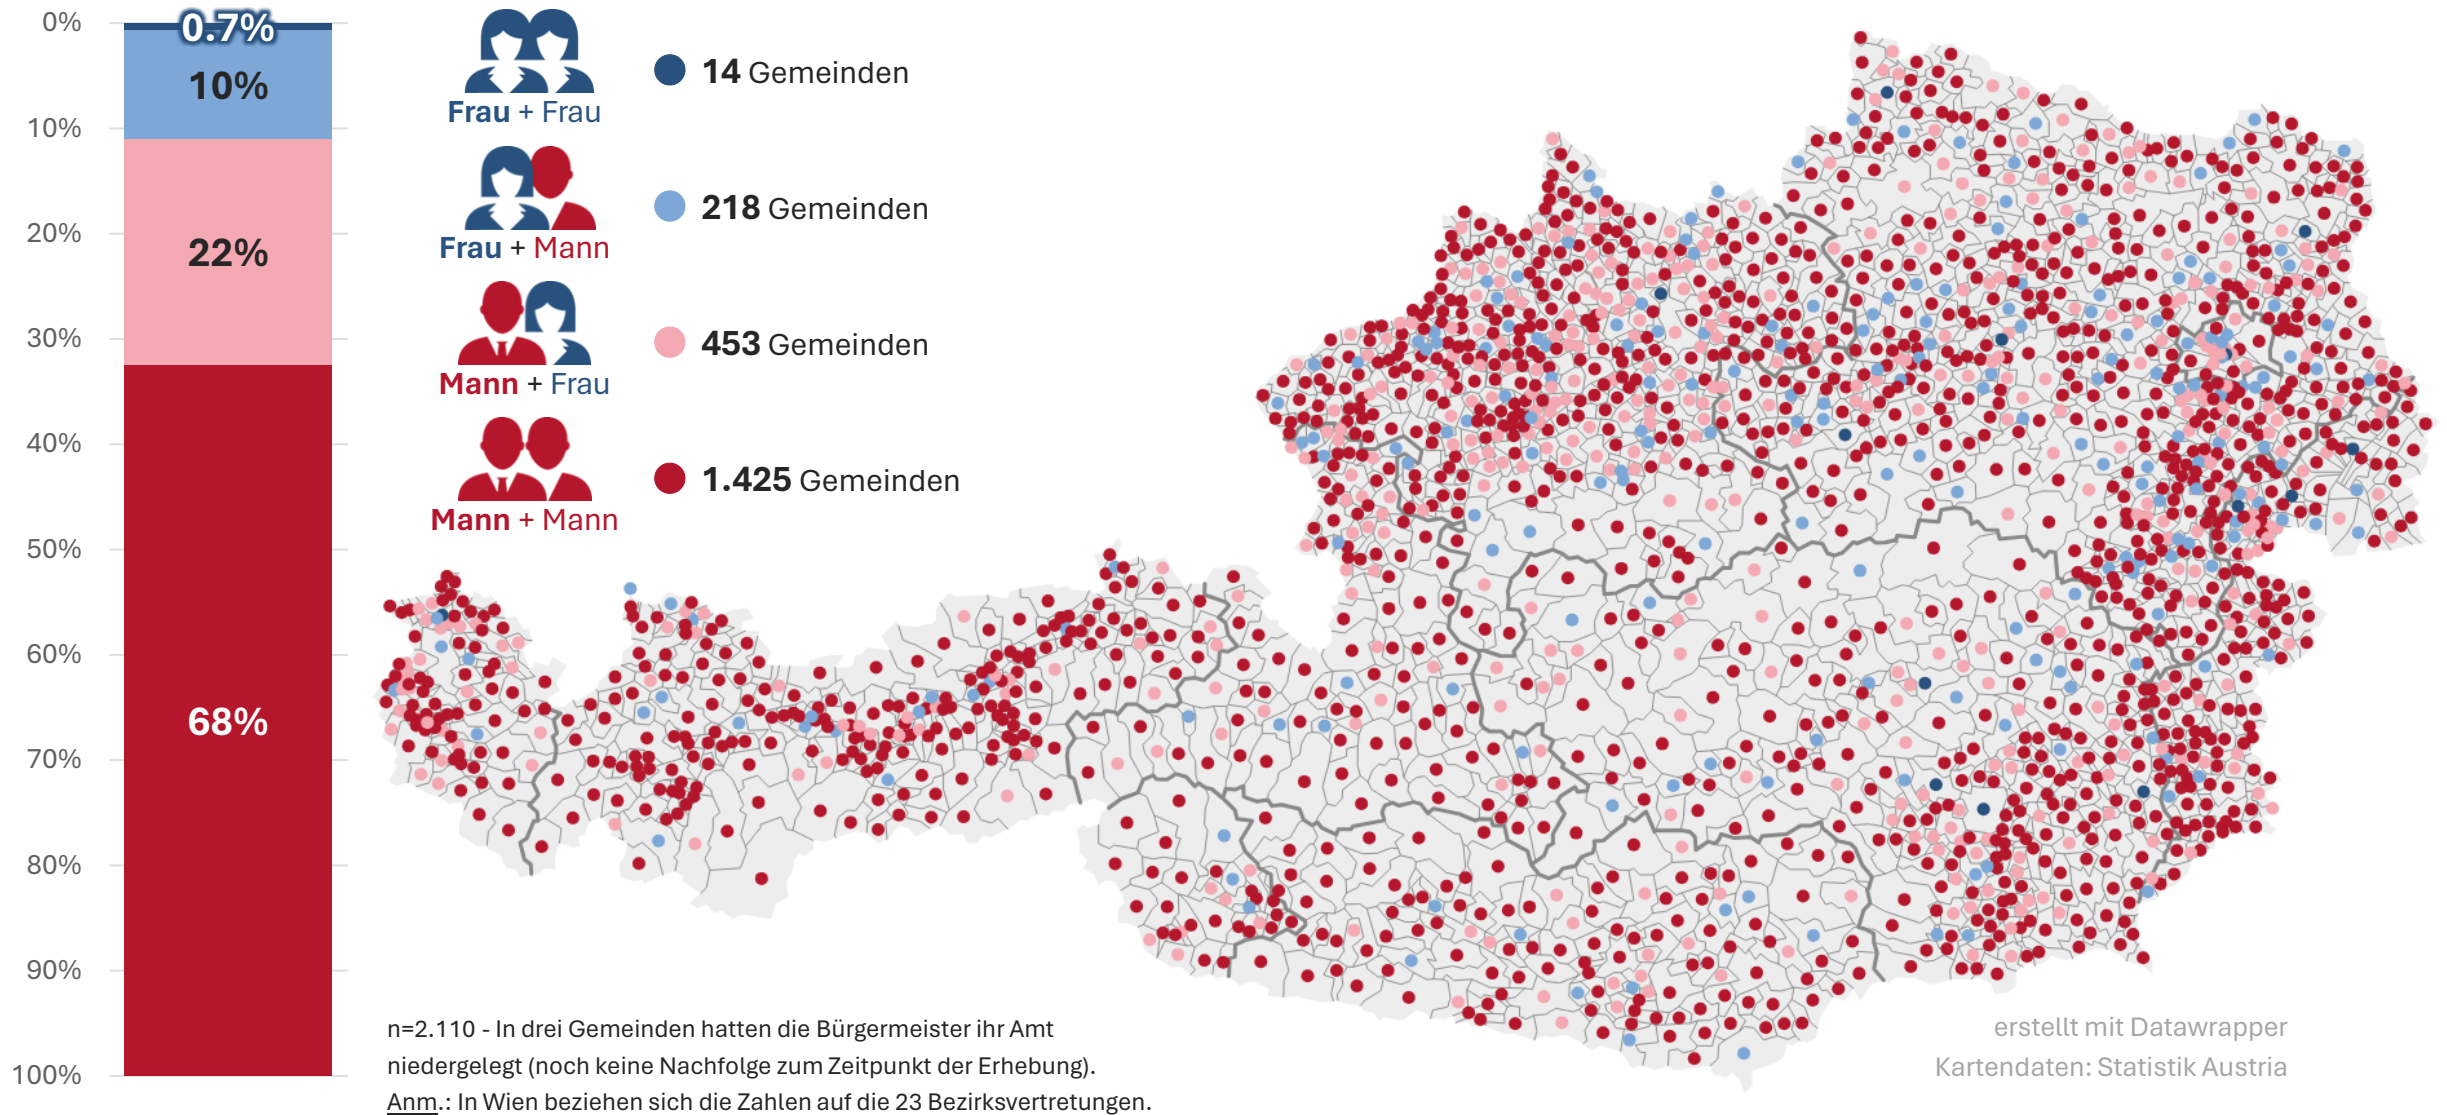 0%
10%
20%
30%
40%
50%
60%
70%
80%
90%
100%
0.7%
10%
22%
68%
Frau + Frau
14 Gemeinden
Frau + Mann
218 Gemeinden
Mann + Frau
453 Gemeinden
Mann + Mann
1.425 Gemeinden
n=2.110 - In drei Gemeinden hatten die Bürgermeister ihr Amt
niedergelegt (noch keine Nachfolge zum Zeitpunkt der Erhebung).
Anm.: In Wien beziehen sich die Zahlen auf die 23 Bezirksvertretungen.
erstellt mit Datawrapper
Kartendaten: Statistik Austria